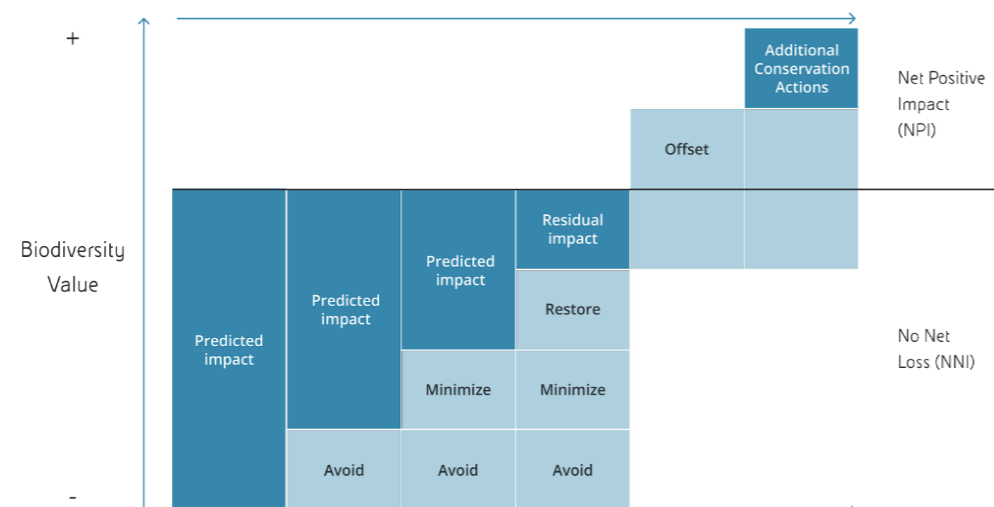 +
Additional
Conservation
Actions
Net Positive
Impact
(NPI)
Offset
Biodiversity
Value
Predicted
impact
Predicted
impact
Predicted
impact
Residual
impact
Restore
No Net
Loss (NNI)
Minimize
Minimize
Avoid
Avoid
Avoid
-